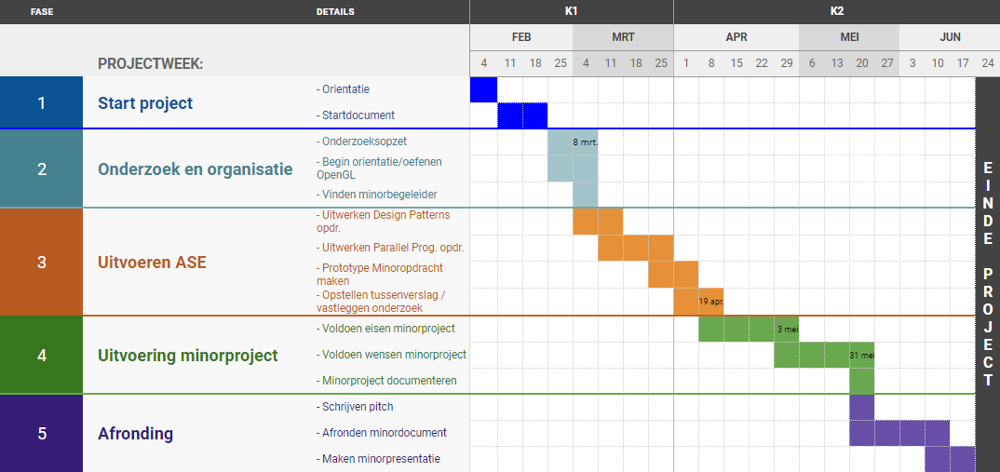 FASE DETAILS K1 K2
FEB MRT APR MEI JUN
PROJECTWEEK: 4 11 18 25 4 11 18 25 1 8 15 22 29 6 13 20 27 3 10 17 24
1 Start project
- Orientatie
- Startdocument
2 Onderzoek en organisatie
- Onderzoeksopzet 8 mrt.
- Begin orientatie/oefenen
OpenGL
- Vinden minorbegeleider
3 Uitvoeren ASE
- Uitwerken Design Patterns
opdr.
- Uitwerken Parallel Prog. opdr.
- Prototype Minoropdracht
maken
- Opstellen tussenverslag /
vastleggen onderzoek 19 apr.
4 Uitvoering minorproject
- Voldoen eisen minorproject 3 mei
- Voldoen wensen minorproject 31 mei
- Minorproject documenteren
5 Afronding
- Schrijven pitch
- Afronden minordocument
- Maken minorpresentatie
EINDE PROJECT